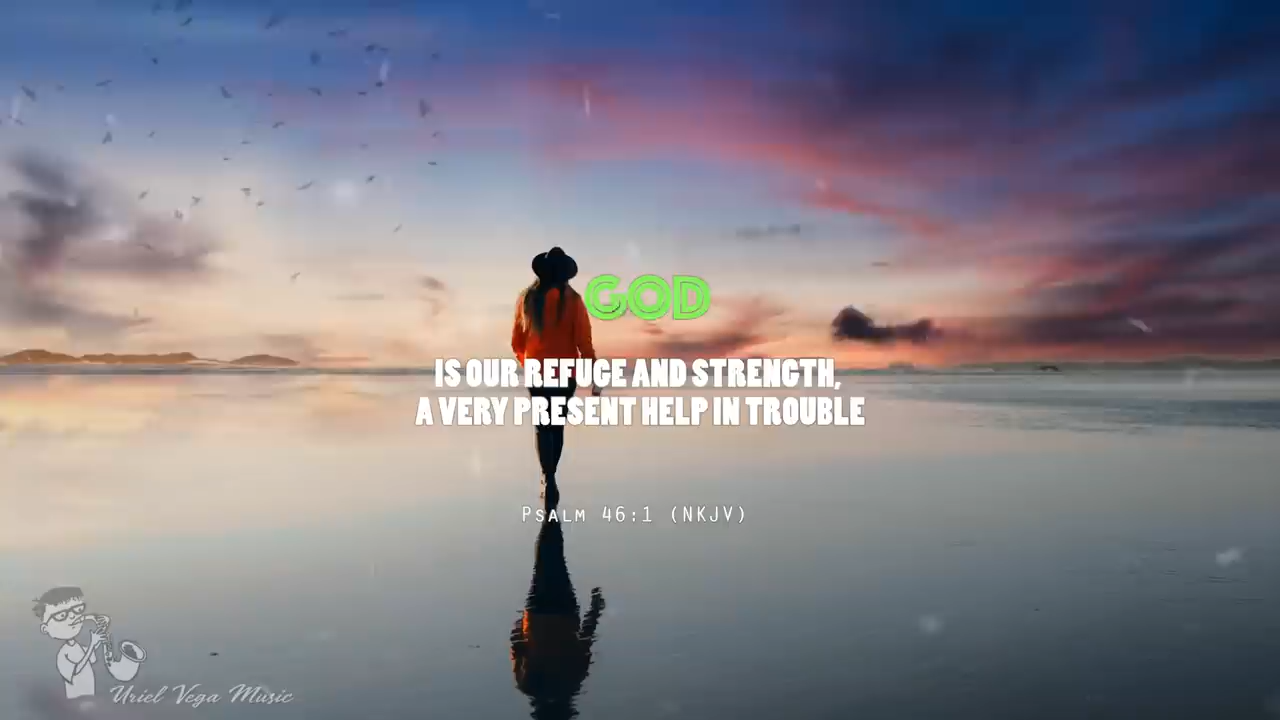 GOD
IS OUR REFUGE AND STRENGTH,
A VERY PRESENT HELP IN TROUBLE
Psalm 46:1 (NKJV)
Uriel Vega Music